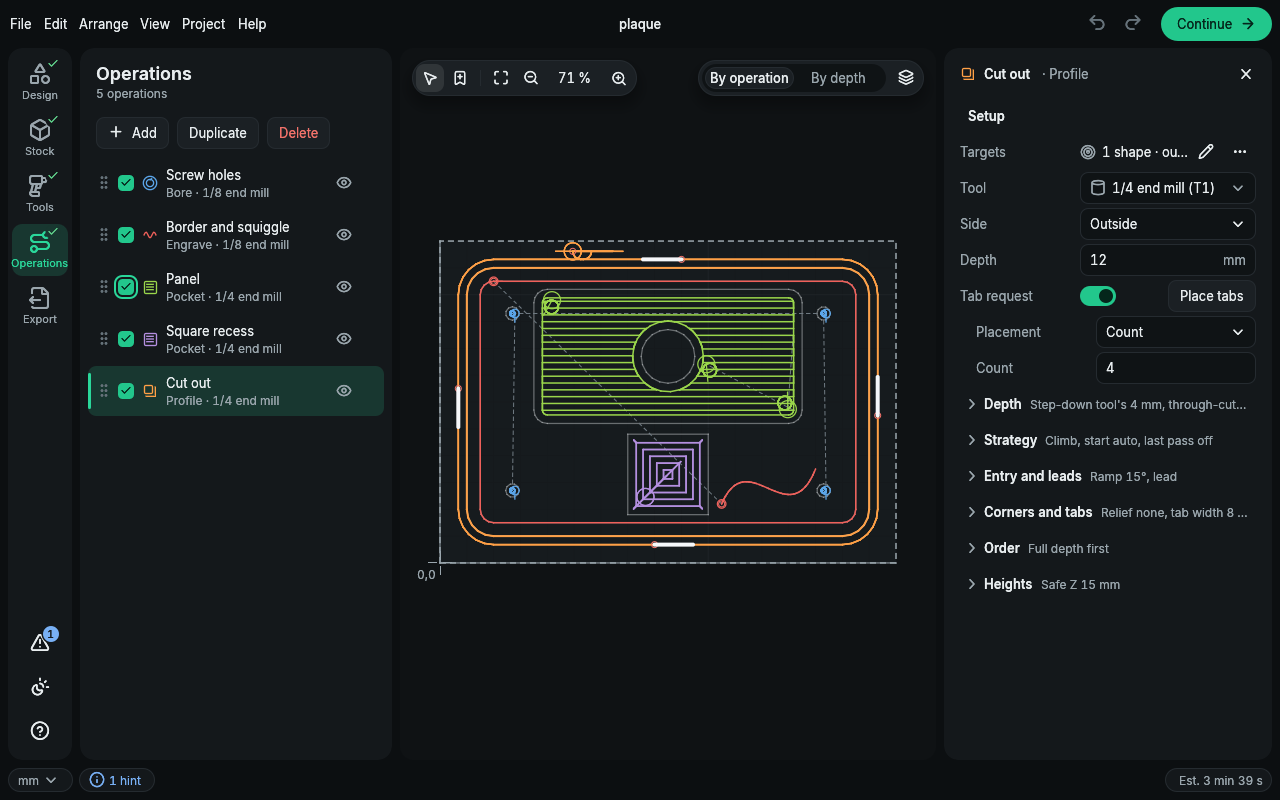 File Edit Arrange View Project Help
plaque
Continue
Design
Stock
Tools
Operations
Export
1
Operations
5 operations
Add
Duplicate
Delete
Screw holes
Bore · 1/8 end mill
Border and squiggle
Engrave · 1/8 end mill
Panel
Pocket · 1/4 end mill
Square recess
Pocket · 1/4 end mill
Cut out
Profile · 1/4 end mill
71 %
By operation
By depth
0,0
Cut out · Profile
Setup
Targets 1 shape · ou...
Tool 1/4 end mill (T1)
Side Outside
Depth 12 mm
Tab request Place tabs
Placement Count
Count 4
Depth Step-down tool's 4 mm, through-cut...
Strategy Climb, start auto, last pass off
Entry and leads Ramp 15°, lead
Corners and tabs Relief none, tab width 8 ...
Order Full depth first
Heights Safe Z 15 mm
mm
1 hint
Est. 3 min 39 s